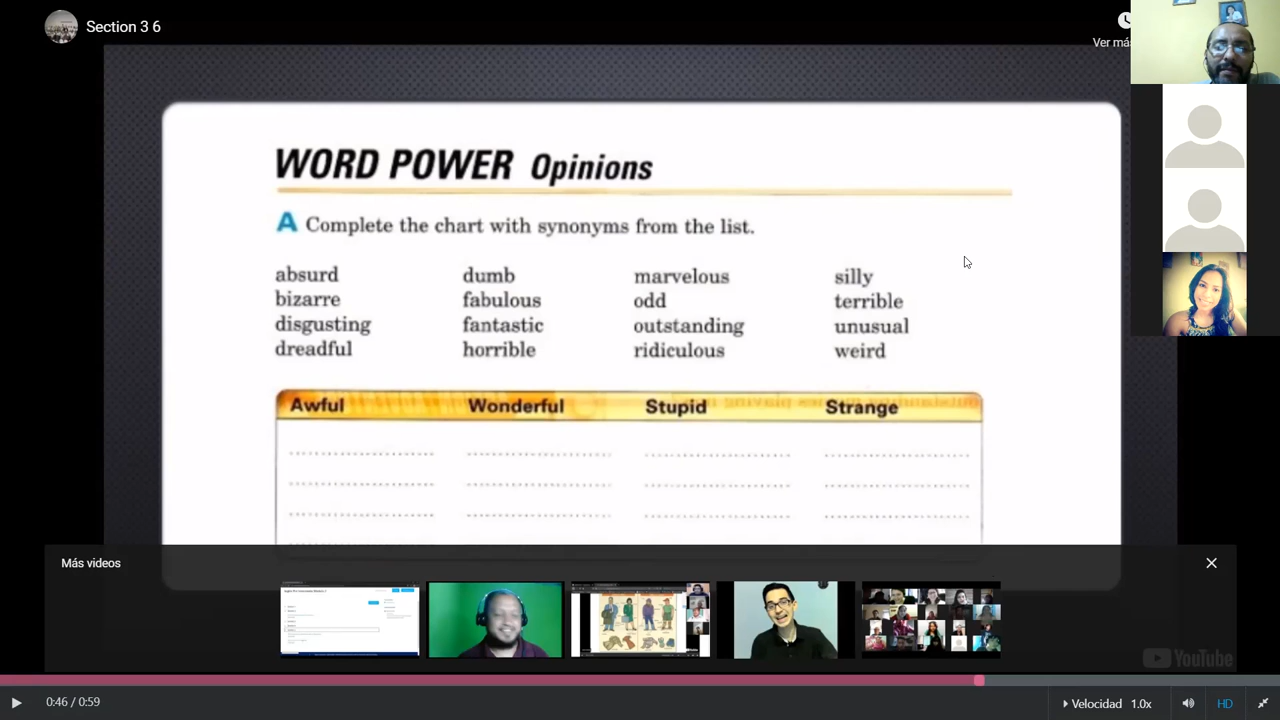 Section 3 6
Ver más
WORD POWER Opinions
A Complete the chart with synonyms from the list.
absurd dumb marvelous silly
bizarre fabulous odd terrible
disgusting fantastic outstanding unusual
dreadful horrible ridiculous weird
Awful Wonderful Stupid Strange
Más videos
YouTube
0:46 / 0:59
Velocidad 1.0x
HD